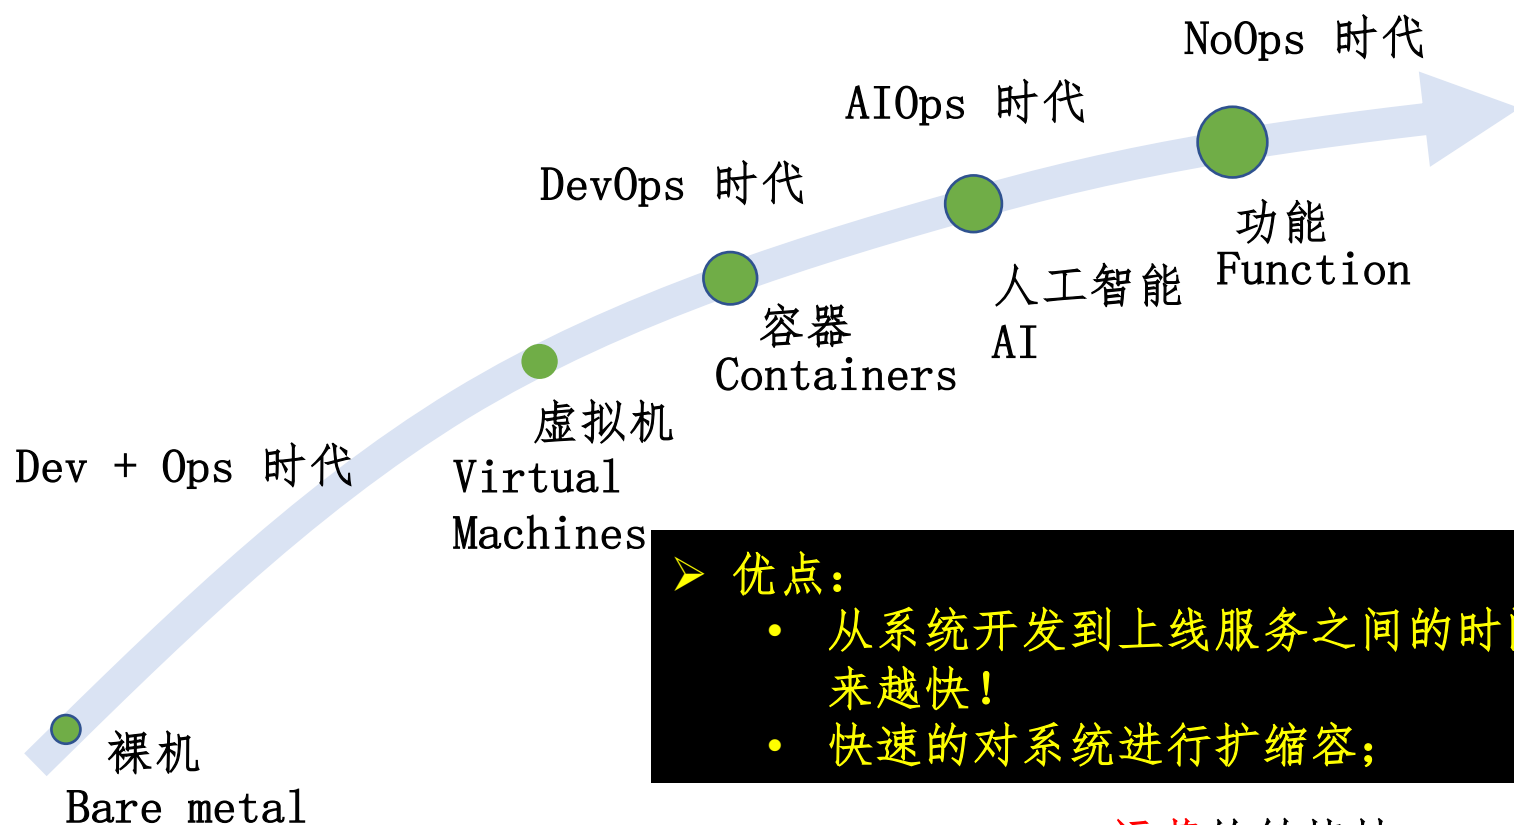 NoOps 时代
AIOps 时代
DevOps 时代
功能
Function
人工智能
AI
容器
Containers
虚拟机
Virtual
Machines
Dev + Ops 时代
➢ 优点：
• 从系统开发到上线服务之间的时
来越快！
• 快速的对系统进行扩缩容；
裸机
Bare metal